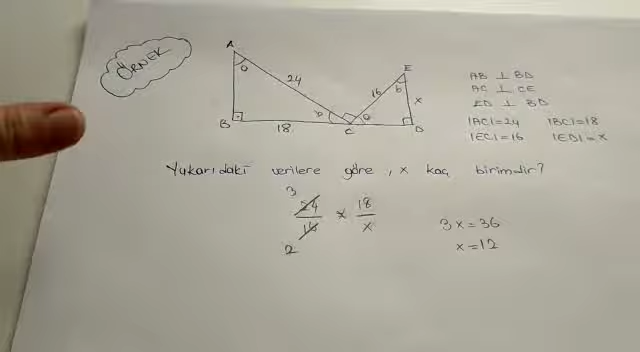 ÖRNEK
A
a
24
E
16
b
x
B
18
b
C
a
D
AB ⊥ BD
AC ⊥ CE
ED ⊥ BD
|AC|=24 |BC|=18
|EC|=16 |ED|=x
Yukarıdaki verilere göre, x kaç birimdir?
3
24 18
16 x
2
3x=36
x=12